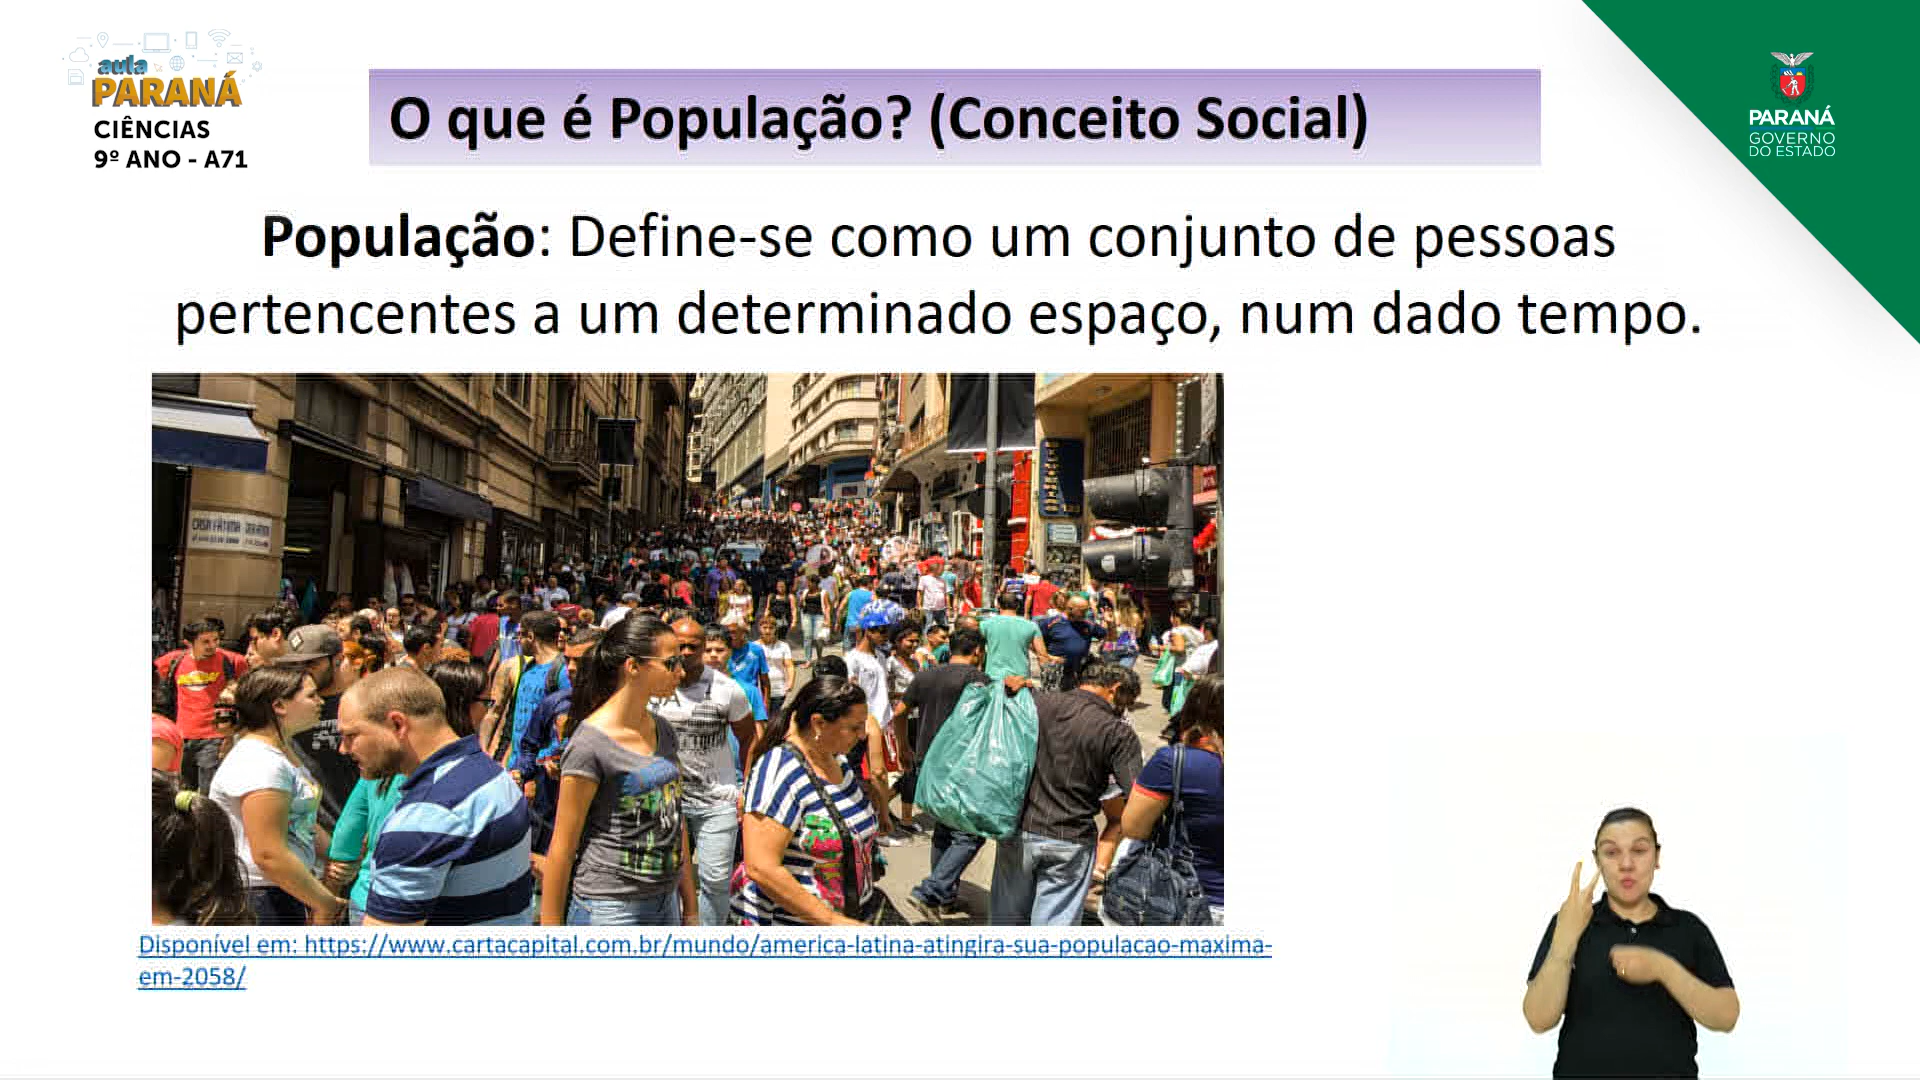 aula
PARANÁ
CIÊNCIAS
9º ANO - A71
O que é População? (Conceito Social)
PARANÁ
GOVERNO
DO ESTADO
População: Define-se como um conjunto de pessoas
pertencentes a um determinado espaço, num dado tempo.
Disponível em: https://www.cartacapital.com.br/mundo/america-latina-atingira-sua-populacao-maxima-
em-2058/